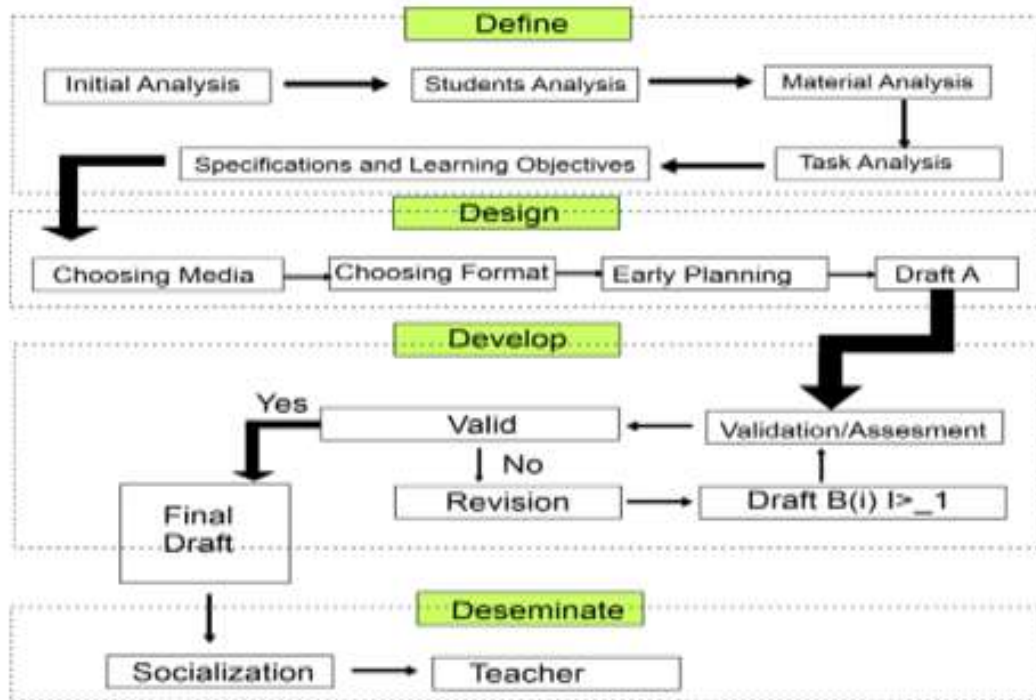 Define
Initial Analysis
Students Analysis
Material Analysis
Specifications and Learning Objectives
Task Analysis
Design
Choosing Media
Choosing Format
Early Planning
Draft A
Develop
Yes
Valid
Validation/Assesment
No
Revision
Draft B(i) I>_1
Final
Draft
Deseminate
Socialization
Teacher